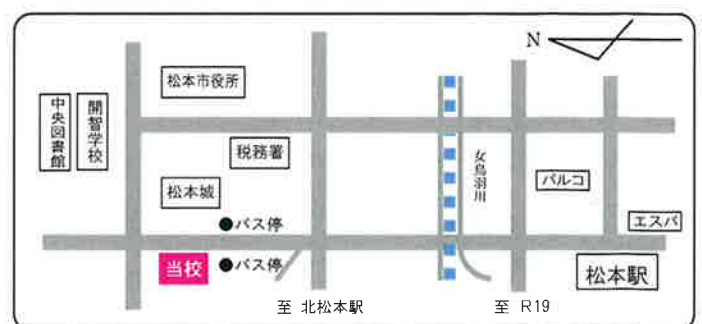 N
松本市役所
中央図書館
開智学校
税務署
女鳥羽川
パルコ
松本城
エスパ
●バス停
当校
●バス停
松本駅
至 北松本駅
至 R19